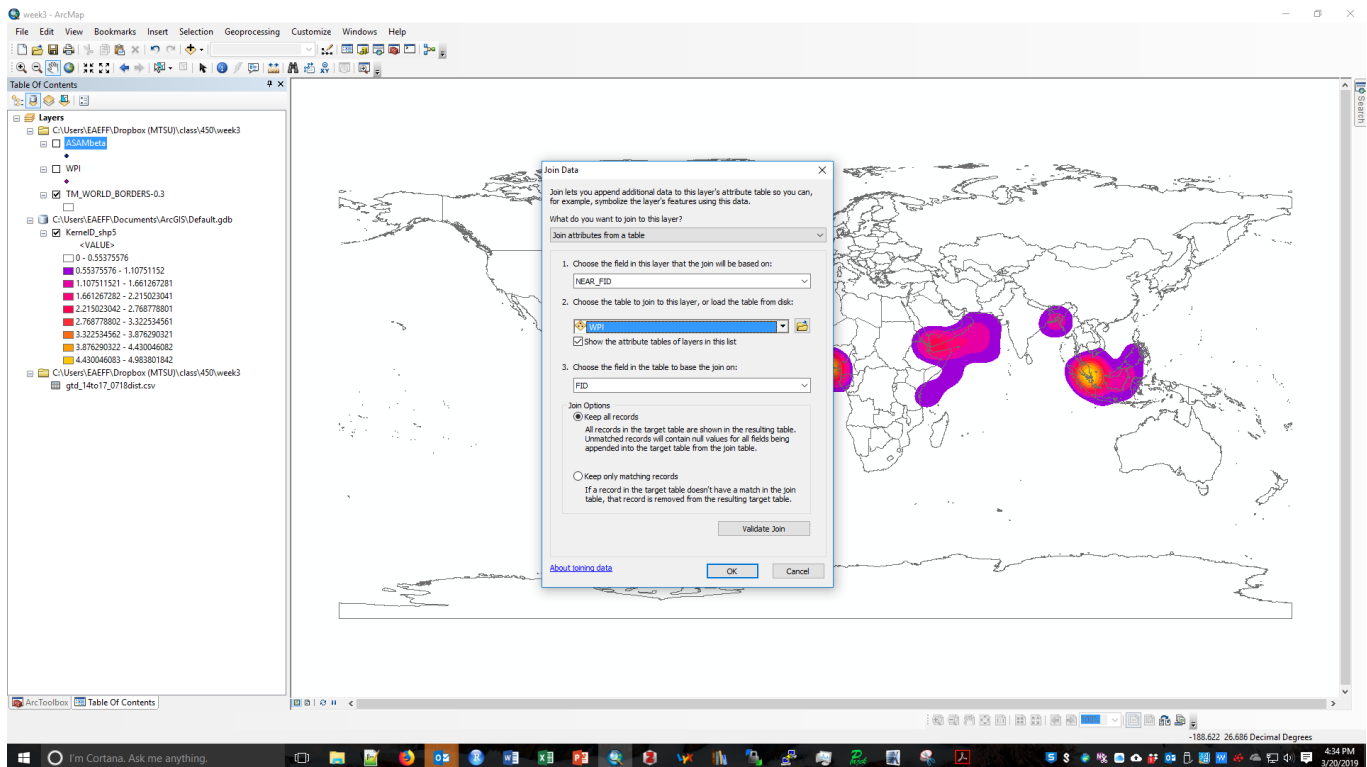 week3 - ArcMap
File Edit View Bookmarks Insert Selection Geoprocessing Customize Windows Help
Table Of Contents
Layers
C:\Users\EAEFF\Dropbox (MTSU)\class\450\week3
ASAMbeta
WPI
TM_WORLD_BORDERS-0.3
C:\Users\EAEFF\Documents\ArcGIS\Default.gdb
KernelD_shp5
<VALUE>
0 - 0.55375576
0.55375576 - 1.10751152
1.107511521 - 1.661267281
1.661267282 - 2.215023041
2.215023042 - 2.768778801
2.768778802 - 3.322534561
3.322534562 - 3.876290321
3.876290322 - 4.430046082
4.430046083 - 4.983801842
C:\Users\EAEFF\Dropbox (MTSU)\class\450\week3
gtd_14to17_0718dist.csv
Join Data
Join lets you append additional data to this layer's attribute table so you can,
for example, symbolize the layer's features using this data.
What do you want to join to this layer?
Join attributes from a table
1. Choose the field in this layer that the join will be based on:
NEAR_FID
2. Choose the table to join to this layer, or load the table from disk:
WPI
Show the attribute tables of layers in this list
3. Choose the field in the table to base the join on:
FID
Join Options
Keep all records
All records in the target table are shown in the resulting table.
Unmatched records will contain null values for all fields being
appended into the target table from the join table.
Keep only matching records
If a record in the target table doesn't have a match in the join
table, that record is removed from the resulting target table.
Validate Join
About joining data
OK
Cancel
Search
ArcToolbox
Table Of Contents
100%
-188.622 26.686 Decimal Degrees
I'm Cortana. Ask me anything.
4:34 PM
3/20/2019